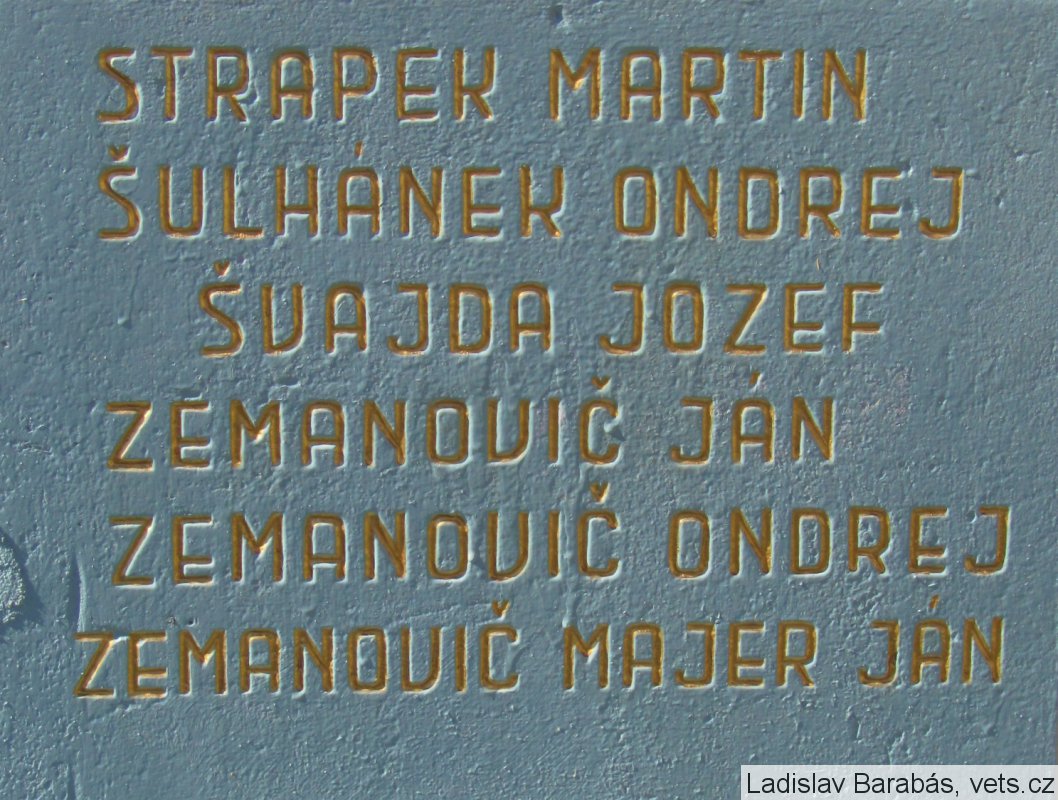 STRAPEK MARTIN
ŠULHÁNEK ONDREJ
ŠVAJDA JOZEF
ZEMANOVIČ JÁN
ZEMANOVIČ ONDREJ
ZEMANOVIČ MAJER JÁN
Ladislav Barabás, vets.cz